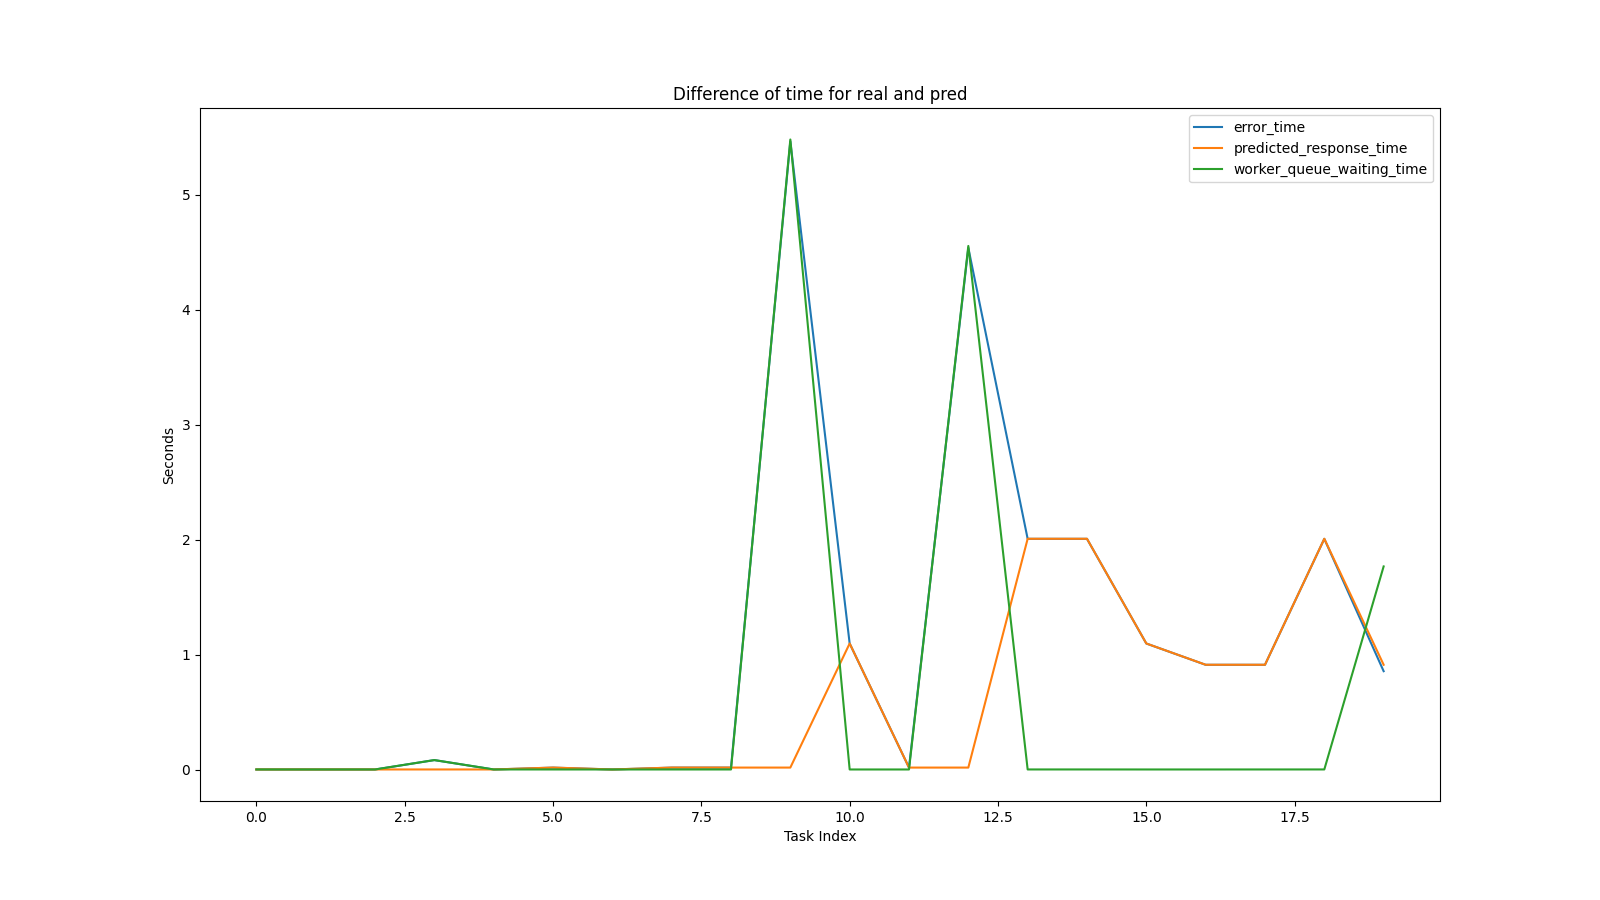 Difference of time for real and pred
error_time
predicted_response_time
worker_queue_waiting_time
5
4
3
2
1
0
Seconds
0.0 2.5 5.0 7.5 10.0 12.5 15.0 17.5
Task Index